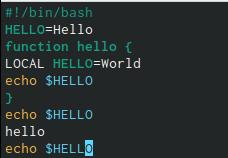 #!/bin/bash
HELLO=Hello
function hello {
LOCAL HELLO=World
echo $HELLO
}
echo $HELLO
hello
echo $HELLO